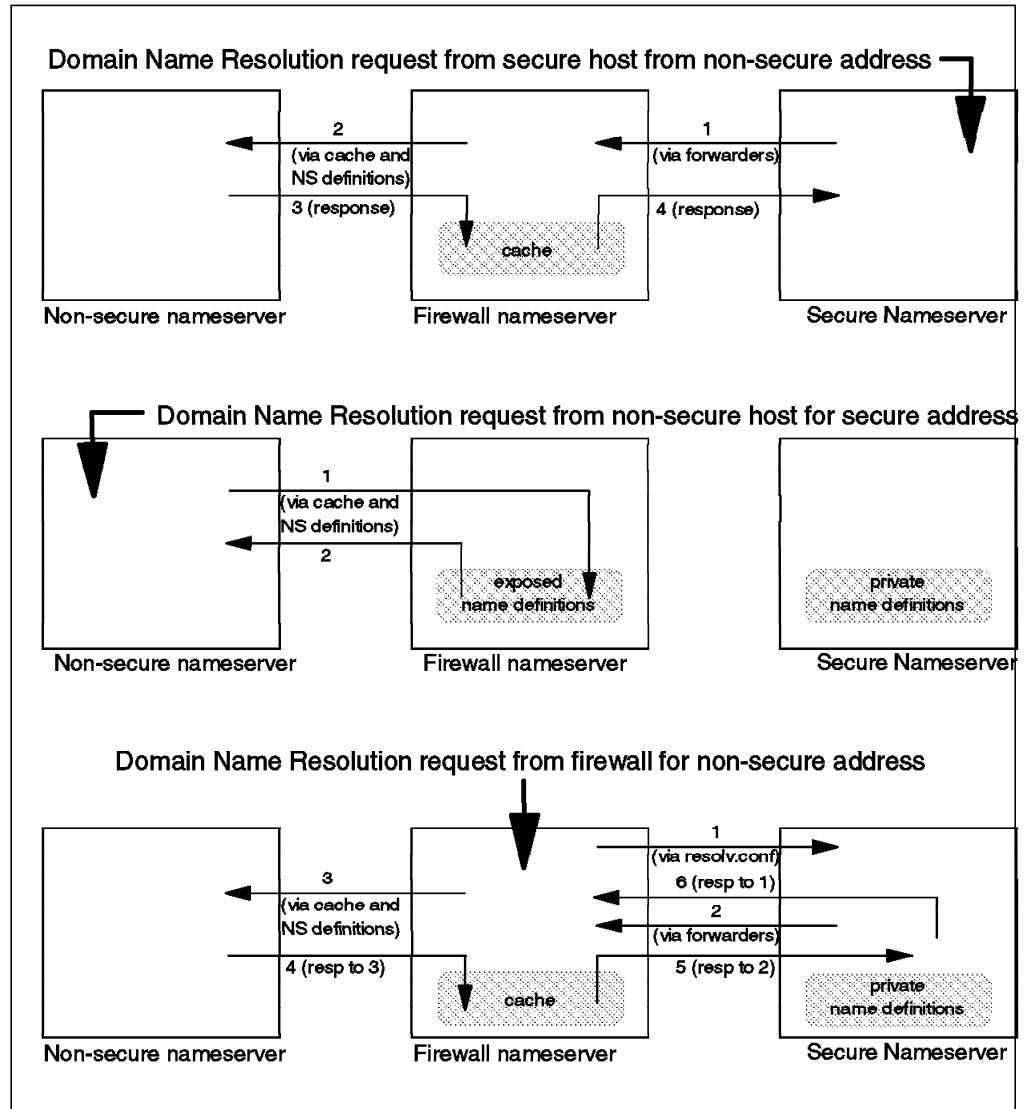 Domain Name Resolution request from secure host from non-secure address
2
(via cache and
NS definitions)
3 (response)
1
(via forwarders)
4 (response)
cache
Non-secure nameserver
Firewall nameserver
Secure Nameserver
Domain Name Resolution request from non-secure host for secure address
1
(via cache and
NS definitions)
2
exposed
name definitions
private
name definitions
Non-secure nameserver
Firewall nameserver
Secure Nameserver
Domain Name Resolution request from firewall for non-secure address
3
(via cache and
NS definitions)
4 (resp to 3)
1
(via resolv.conf)
6 (resp to 1)
2
(via forwarders)
5 (resp to 2)
cache
private
name definitions
Non-secure nameserver
Firewall nameserver
Secure Nameserver